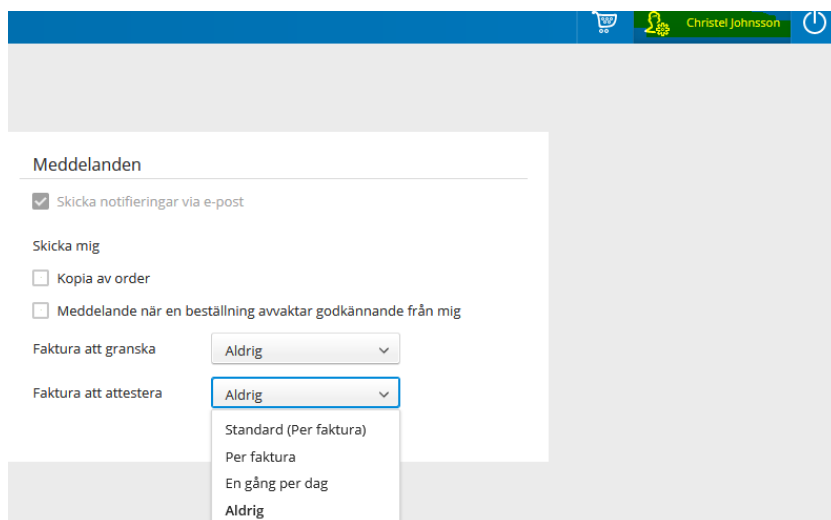 Christel Johnsson
Meddelanden
Skicka notifieringar via e-post
Skicka mig
Kopia av order
Meddelande när en beställning avvaktar godkännande från mig
Faktura att granska Aldrig
Faktura att attestera Aldrig
Standard (Per faktura)
Per faktura
En gång per dag
Aldrig